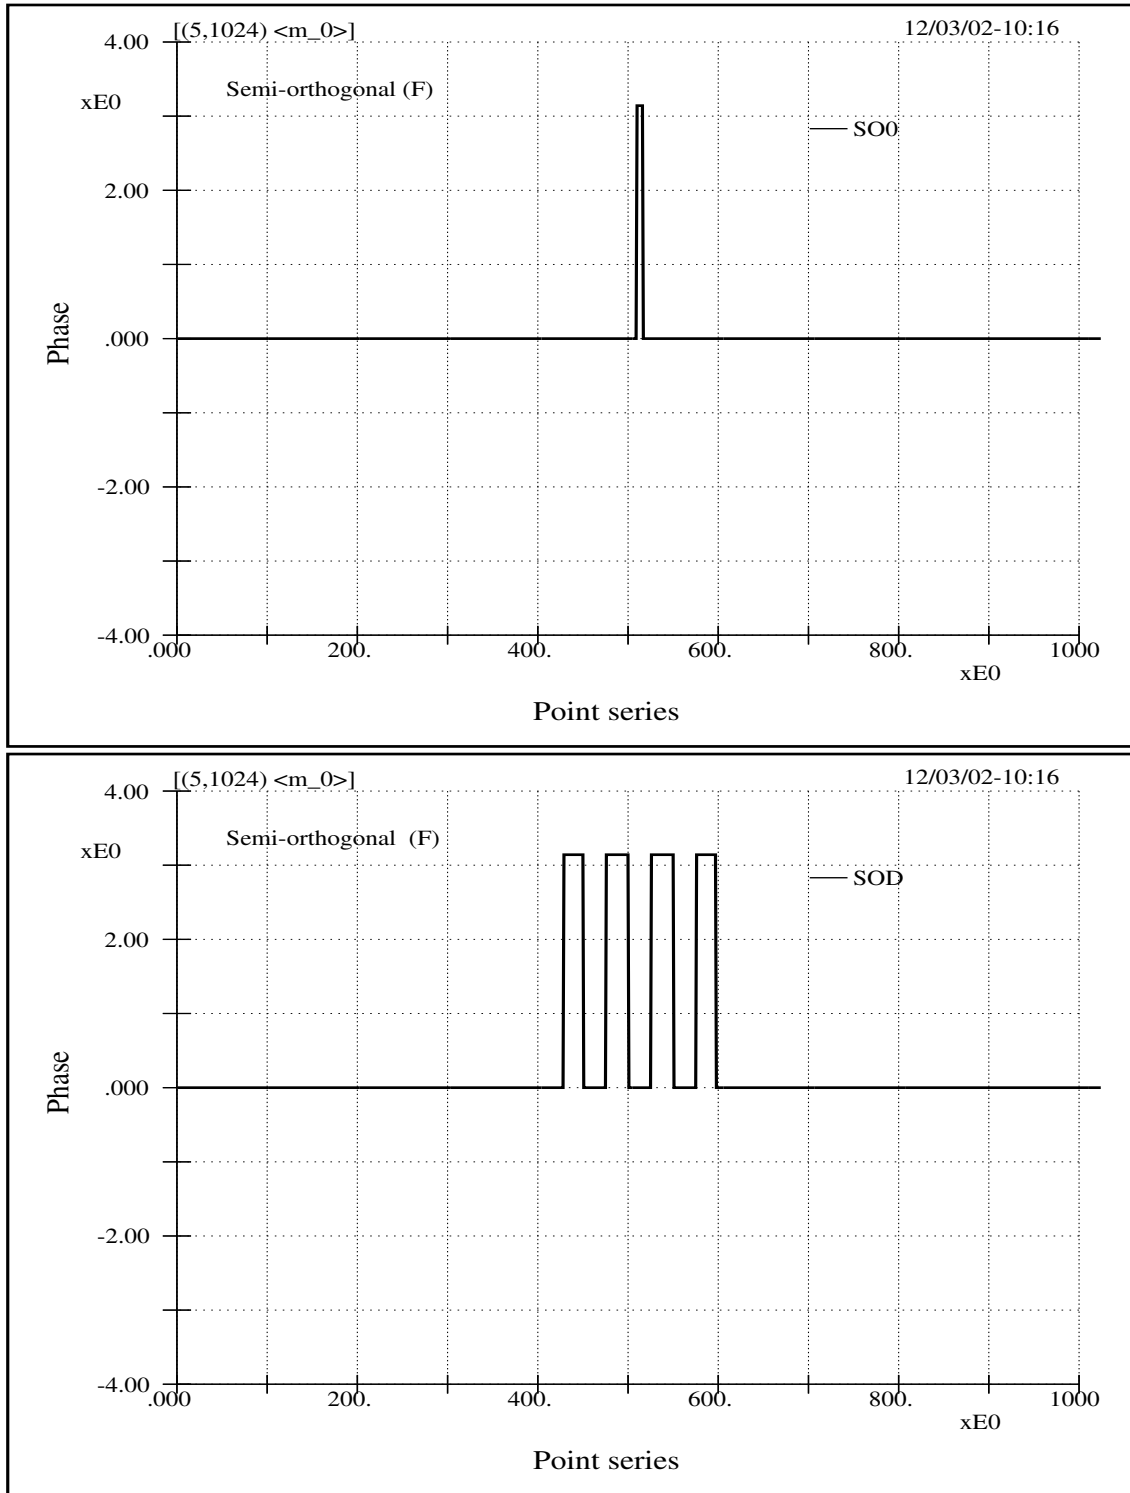 [(5,1024) <m_0>] 12/03/02-10:16
4.00
Semi-orthogonal (F)
xE0
SO0
2.00
Phase
.000
-2.00
-4.00
.000 200. 400. 600. 800. 1000
xE0
Point series
[(5,1024) <m_0>] 12/03/02-10:16
4.00
Semi-orthogonal (F)
xE0
SOD
2.00
Phase
.000
-2.00
-4.00
.000 200. 400. 600. 800. 1000
xE0
Point series